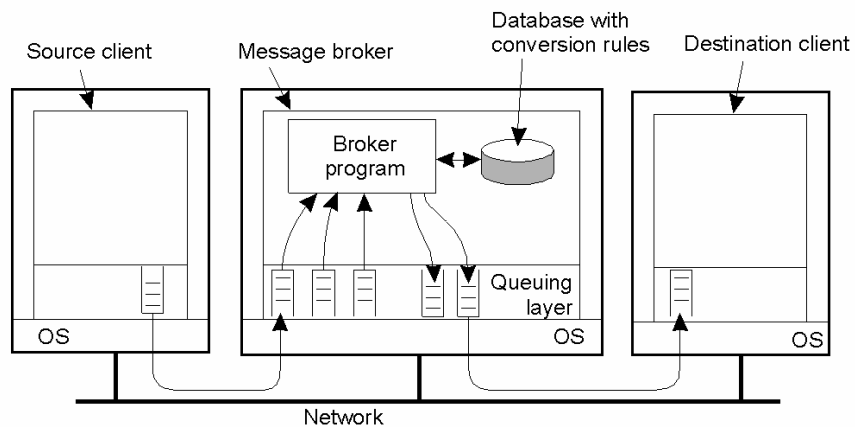 Source client
Message broker
Database with
conversion rules
Destination client
Broker
program
Queuing
layer
OS
OS
OS
Network